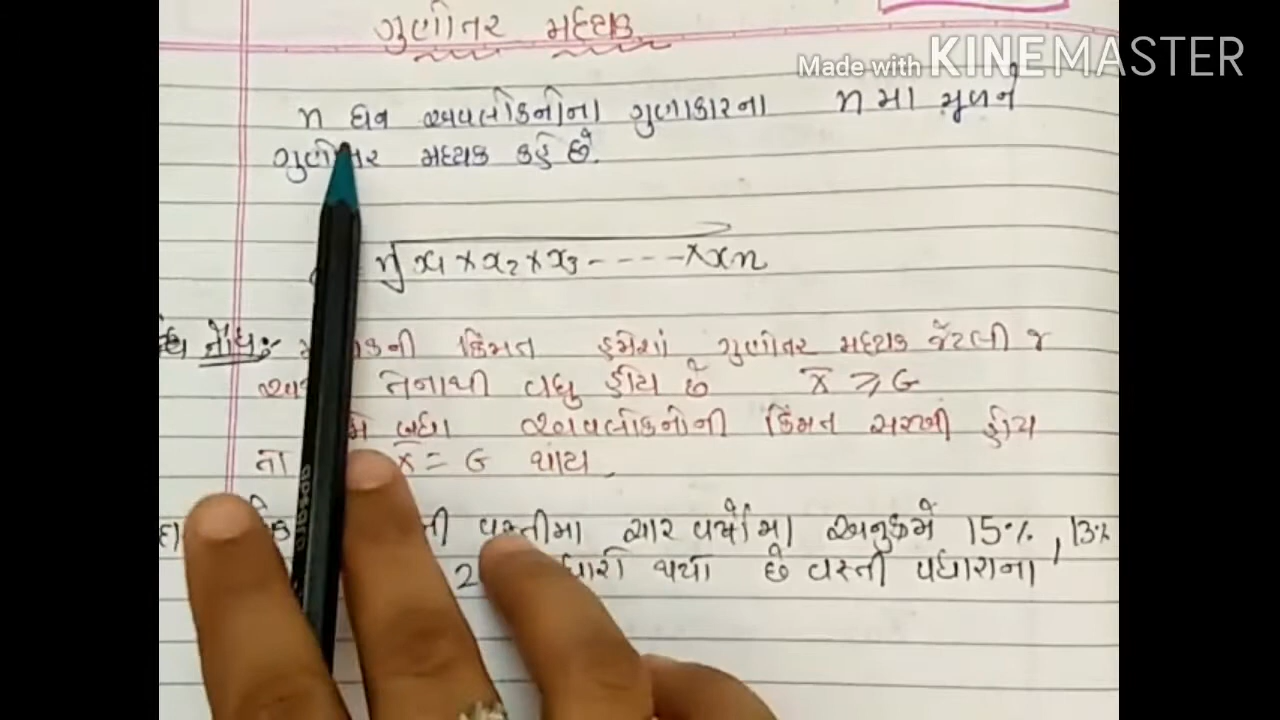 ગુણોત્તર મધ્યક
Made with KINEMASTER
n ધન અવલોકનોના ગુણાકારના n મા મૂળને
ગુણોત્તર મધ્યક કહે છે.
n√x1 × x2 × x3 - - - - - × xn
નોંધ :- ની કિંમત હમેશાં ગુણોતર મધ્યક જેટલી જ
તેનાથી વધુ હોય છે x̄ ≥ G
બધા અવલોકનોની કિંમત સરખી હોય
તો x̄ = G થાય
ની વસ્તીમા ચાર વર્ષોમા અનુક્રમે 15%, 13%
2 થયો છે વસ્તી વધારાના
apsara